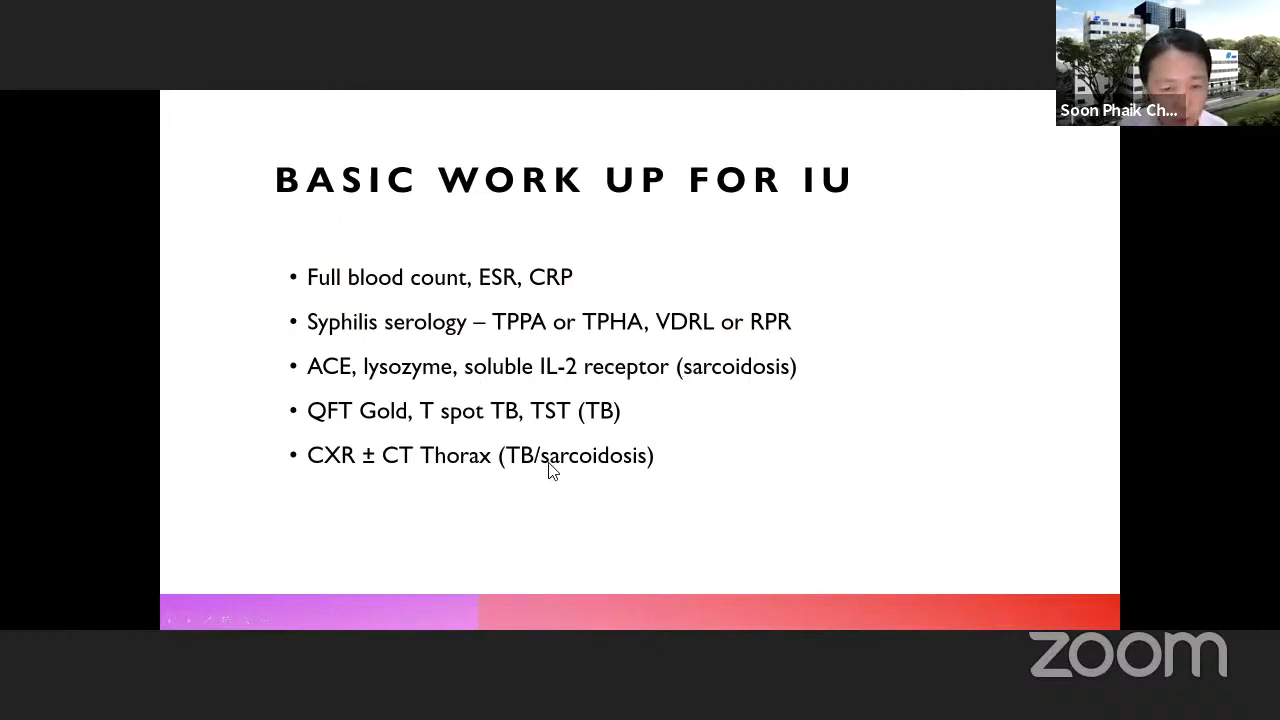 Soon Phaik Ch...
BASIC WORK UP FOR IU
• Full blood count, ESR, CRP
• Syphilis serology – TPPA or TPHA, VDRL or RPR
• ACE, lysozyme, soluble IL-2 receptor (sarcoidosis)
• QFT Gold, T spot TB, TST (TB)
• CXR ± CT Thorax (TB/sarcoidosis)
zoom